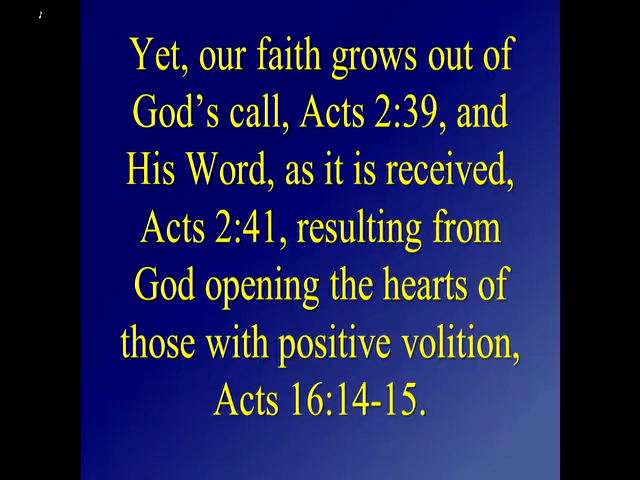 Yet, our faith grows out of
God's call, Acts 2:39, and
His Word, as it is received,
Acts 2:41, resulting from
God opening the hearts of
those with positive volition,
Acts 16:14-15.